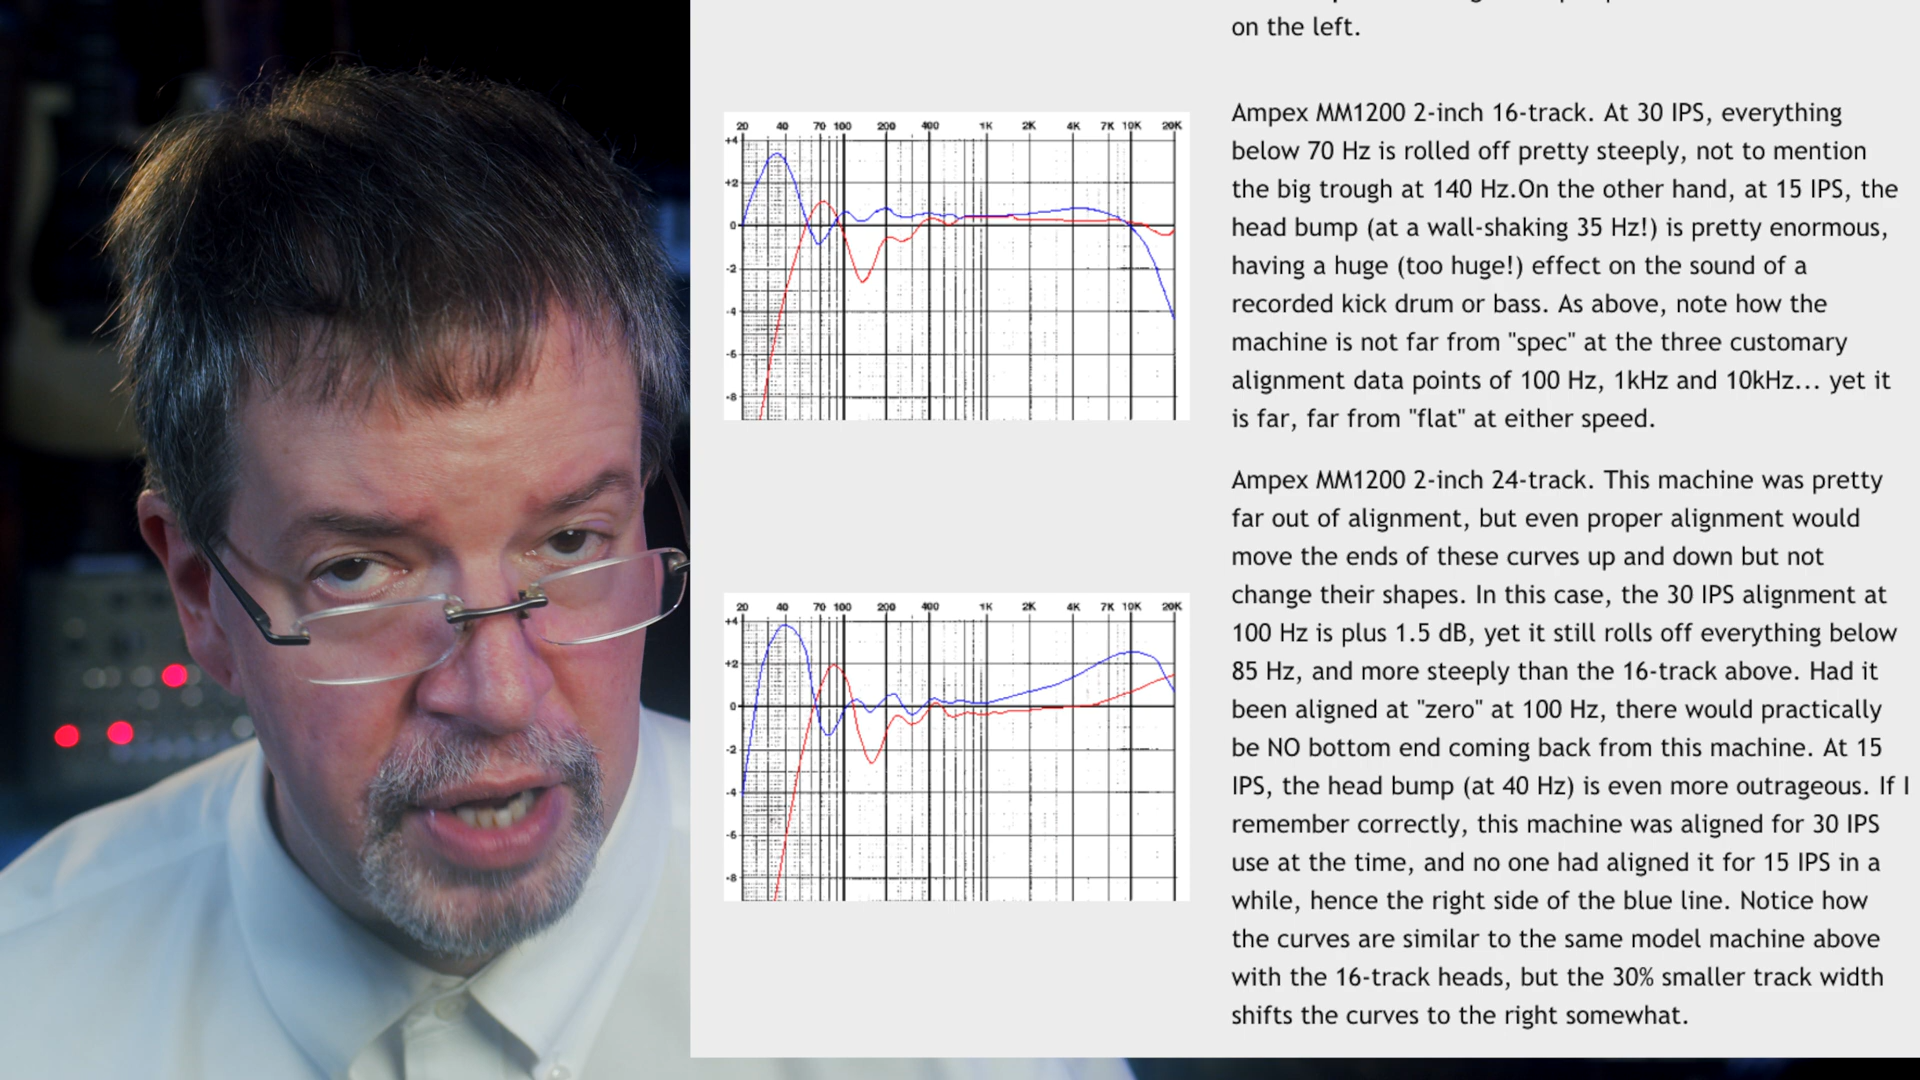 on the left.
20 40 70 100 200 400 1K 2K 4K 7K 10K 20K
+4
+2
0
-2
-4
-6
-8
Ampex MM1200 2-inch 16-track. At 30 IPS, everything
below 70 Hz is rolled off pretty steeply, not to mention
the big trough at 140 Hz.On the other hand, at 15 IPS, the
head bump (at a wall-shaking 35 Hz!) is pretty enormous,
having a huge (too huge!) effect on the sound of a
recorded kick drum or bass. As above, note how the
machine is not far from "spec" at the three customary
alignment data points of 100 Hz, 1kHz and 10kHz... yet it
is far, far from "flat" at either speed.
20 40 70 100 200 400 1K 2K 4K 7K 10K 20K
+4
+2
0
-2
-4
-6
-8
Ampex MM1200 2-inch 24-track. This machine was pretty
far out of alignment, but even proper alignment would
move the ends of these curves up and down but not
change their shapes. In this case, the 30 IPS alignment at
100 Hz is plus 1.5 dB, yet it still rolls off everything below
85 Hz, and more steeply than the 16-track above. Had it
been aligned at "zero" at 100 Hz, there would practically
be NO bottom end coming back from this machine. At 15
IPS, the head bump (at 40 Hz) is even more outrageous. If I
remember correctly, this machine was aligned for 30 IPS
use at the time, and no one had aligned it for 15 IPS in a
while, hence the right side of the blue line. Notice how
the curves are similar to the same model machine above
with the 16-track heads, but the 30% smaller track width
shifts the curves to the right somewhat.